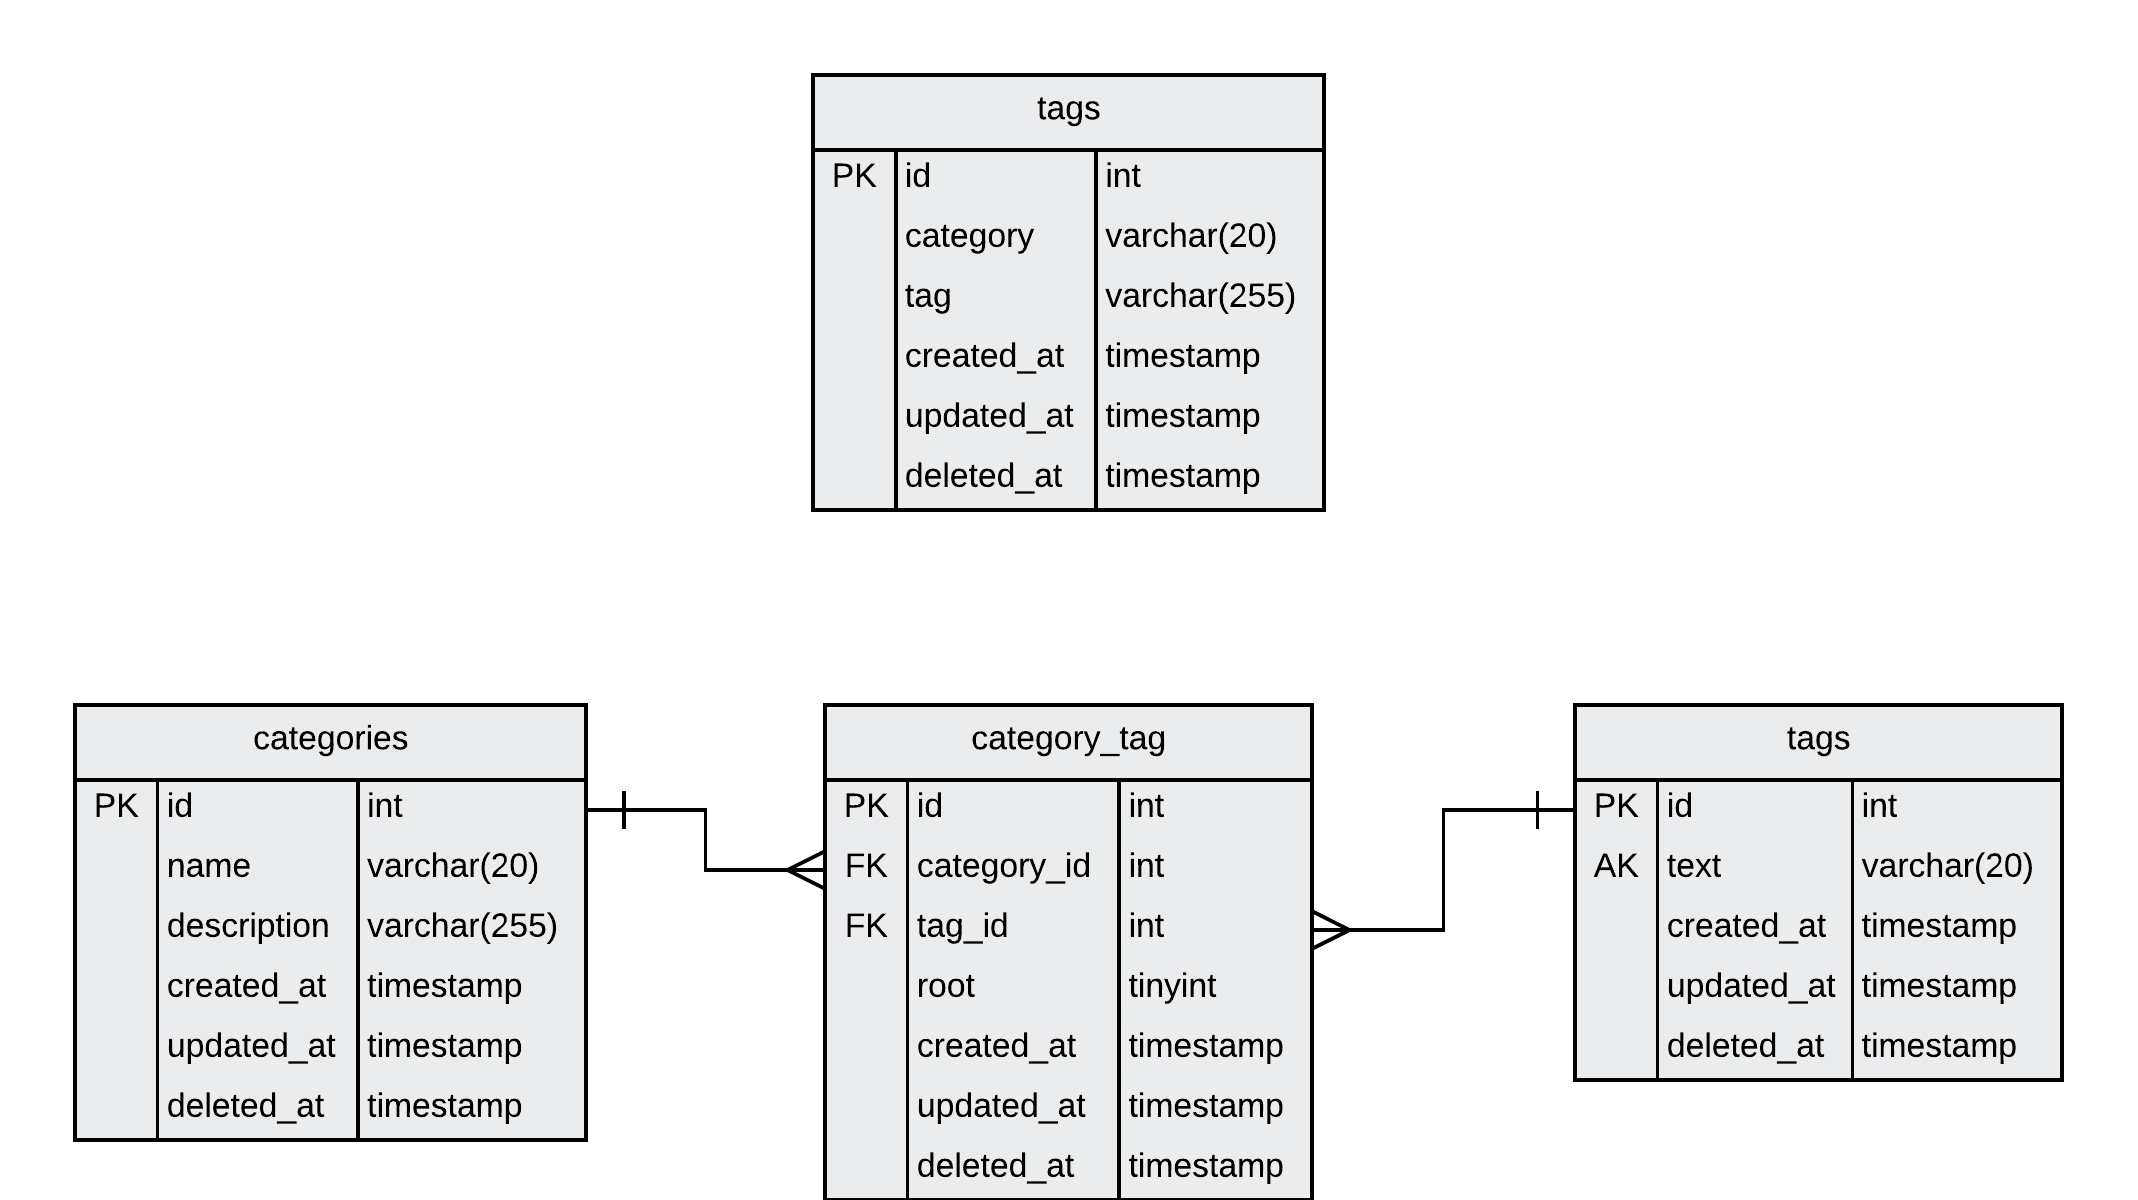 tags
PK id int
category varchar(20)
tag varchar(255)
created_at timestamp
updated_at timestamp
deleted_at timestamp
categories
PK id int
name varchar(20)
description varchar(255)
created_at timestamp
updated_at timestamp
deleted_at timestamp
category_tag
PK id int
FK category_id int
FK tag_id int
root tinyint
created_at timestamp
updated_at timestamp
deleted_at timestamp
tags
PK id int
AK text varchar(20)
created_at timestamp
updated_at timestamp
deleted_at timestamp